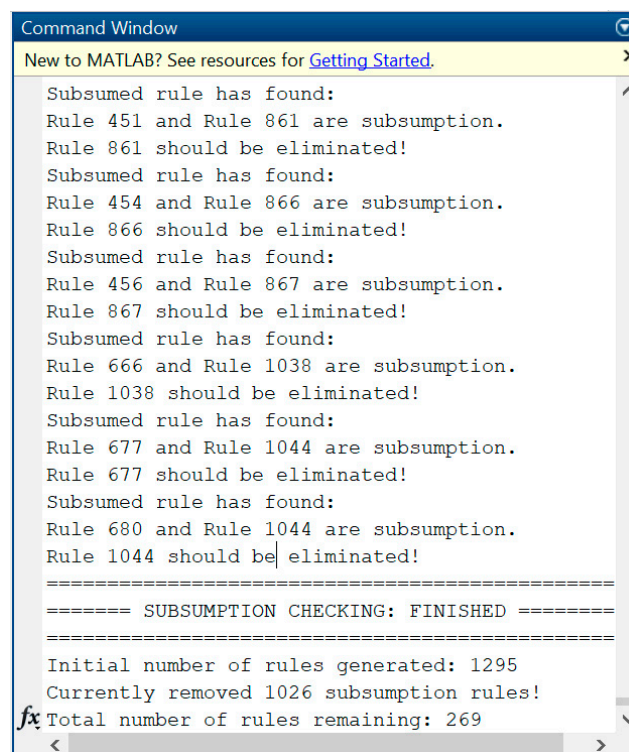 Command Window
New to MATLAB? See resources for Getting Started.
Subsumed rule has found:
Rule 451 and Rule 861 are subsumption.
Rule 861 should be eliminated!
Subsumed rule has found:
Rule 454 and Rule 866 are subsumption.
Rule 866 should be eliminated!
Subsumed rule has found:
Rule 456 and Rule 867 are subsumption.
Rule 867 should be eliminated!
Subsumed rule has found:
Rule 666 and Rule 1038 are subsumption.
Rule 1038 should be eliminated!
Subsumed rule has found:
Rule 677 and Rule 1044 are subsumption.
Rule 677 should be eliminated!
Subsumed rule has found:
Rule 680 and Rule 1044 are subsumption.
Rule 1044 should be eliminated!
===============================================
======= SUBSUMPTION CHECKING: FINISHED ========
===============================================
Initial number of rules generated: 1295
Currently removed 1026 subsumption rules!
fx Total number of rules remaining: 269